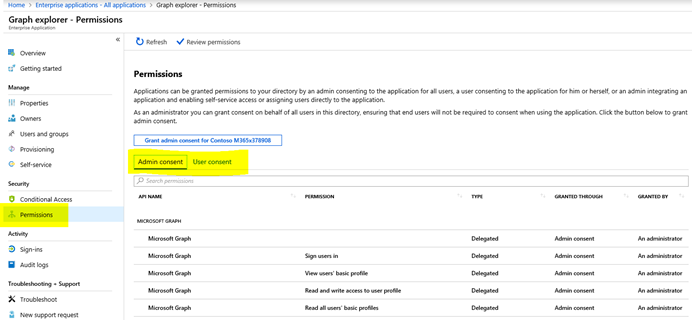 Home > Enterprise applications - All applications > Graph explorer - Permissions
Graph explorer - Permissions
Enterprise Application
«
Overview
Getting started
Manage
Properties
Owners
Users and groups
Provisioning
Self-service
Security
Conditional Access
Permissions
Activity
Sign-ins
Audit logs
Troubleshooting + Support
Troubleshoot
New support request
Refresh Review permissions
Permissions
Applications can be granted permissions to your directory by an admin consenting to the application for all users, a user consenting to the application for him or herself, or an admin integrating an
application and enabling self-service access or assigning users directly to the application.
As an administrator you can grant consent on behalf of all users in this directory, ensuring that end users will not be required to consent when using the application. Click the button below to grant
admin consent.
Grant admin consent for Contoso M365x378908
Admin consent User consent
Search permissions
API NAME PERMISSION TYPE GRANTED THROUGH GRANTED BY
MICROSOFT GRAPH
Microsoft Graph Delegated Admin consent An administrator
Microsoft Graph Sign users in Delegated Admin consent An administrator
Microsoft Graph View users' basic profile Delegated Admin consent An administrator
Microsoft Graph Read and write access to user profile Delegated Admin consent An administrator
Microsoft Graph Read all users' basic profiles Delegated Admin consent An administrator